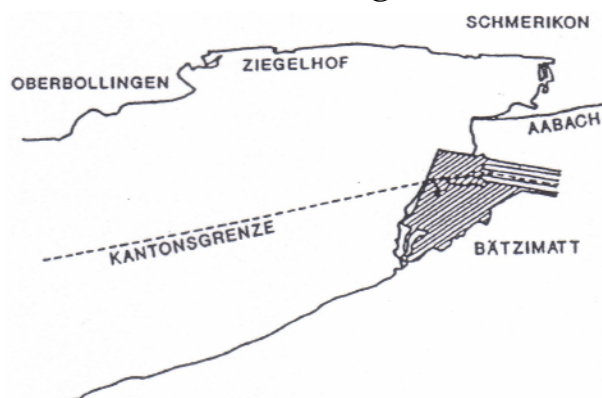 SCHMERIKON
ZIEGELHOF
OBERBOLLINGEN
AABACH
KANTONSGRENZE
BÄTZIMATT